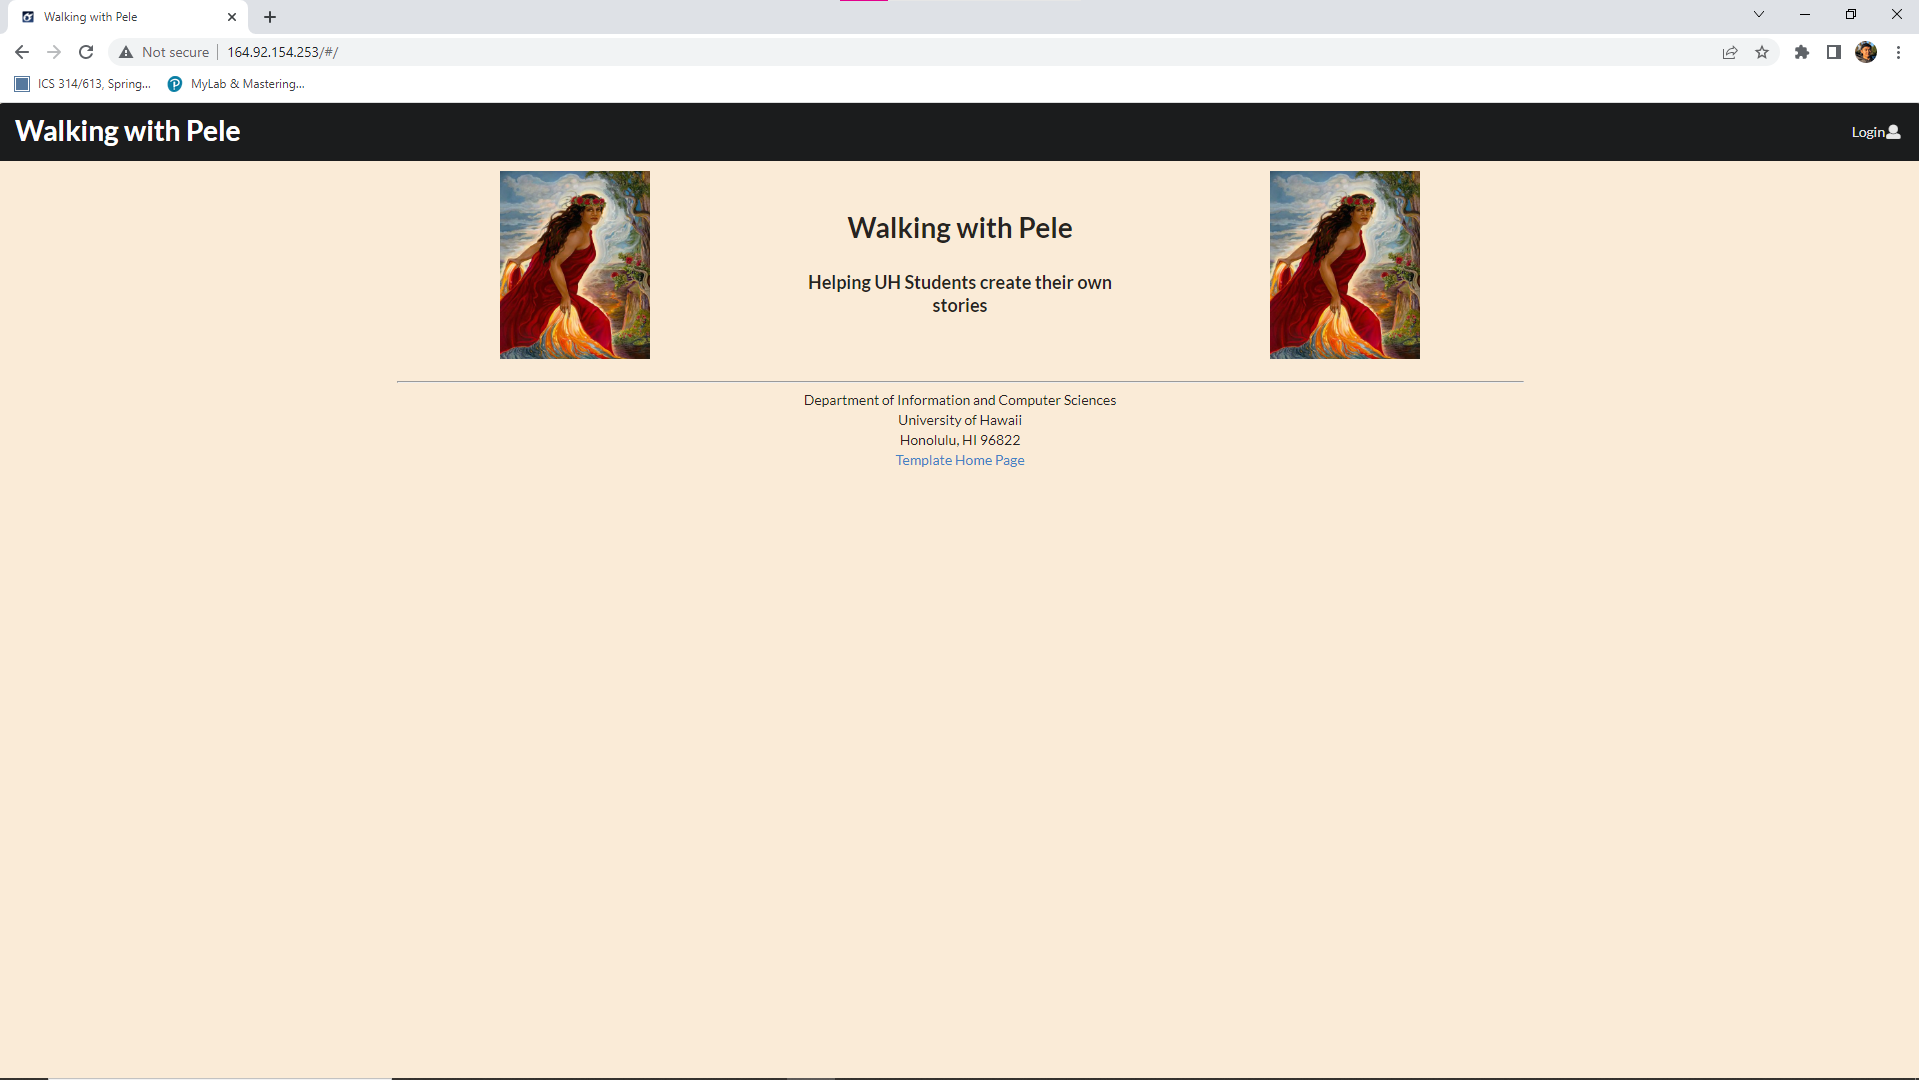 Walking with Pele
Not secure
164.92.154.253/#/
ICS 314/613, Spring...
MyLab & Mastering...
Walking with Pele
Login
Walking with Pele
Helping UH Students create their own
stories
Department of Information and Computer Sciences
University of Hawaii
Honolulu, HI 96822
Template Home Page